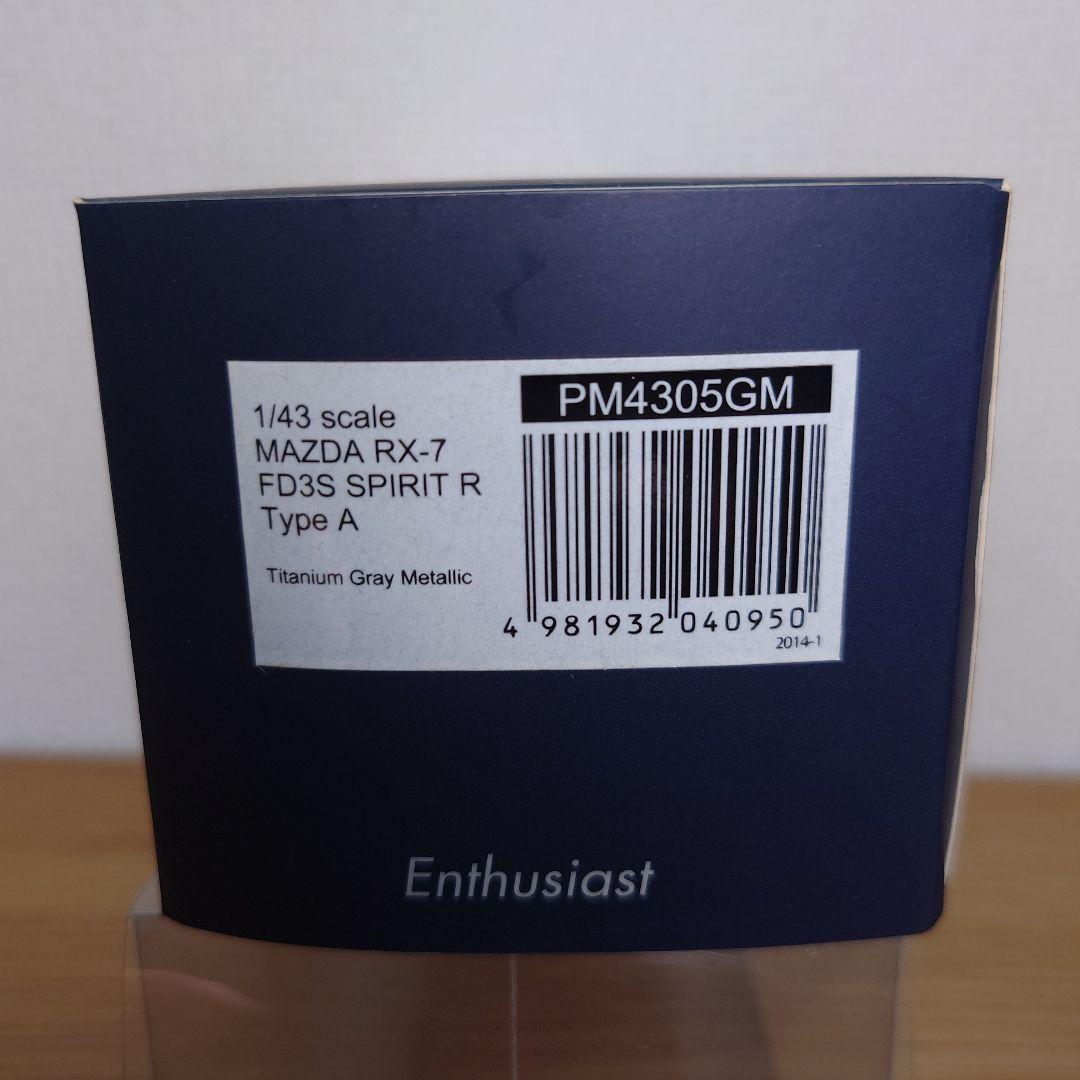 1/43 scale
MAZDA RX-7
FD3S SPIRIT R
Type A
Titanium Gray Metallic
PM4305GM
4 981932 040950
2014-1
Enthusiast